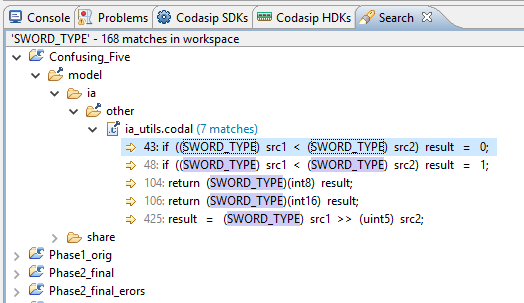 Console Problems Codasip SDKs Codasip HDKs Search
'SWORD_TYPE' - 168 matches in workspace
Confusing_Five
model
ia
other
ia_utils.codal (7 matches)
43: if ((SWORD_TYPE) src1 < (SWORD_TYPE) src2) result = 0;
48: if ((SWORD_TYPE) src1 < (SWORD_TYPE) src2) result = 1;
104: return (SWORD_TYPE)(int8) result;
106: return (SWORD_TYPE)(int16) result;
425: result = (SWORD_TYPE) src1 >> (uint5) src2;
share
Phase1_orig
Phase2_final
Phase2_final_erors